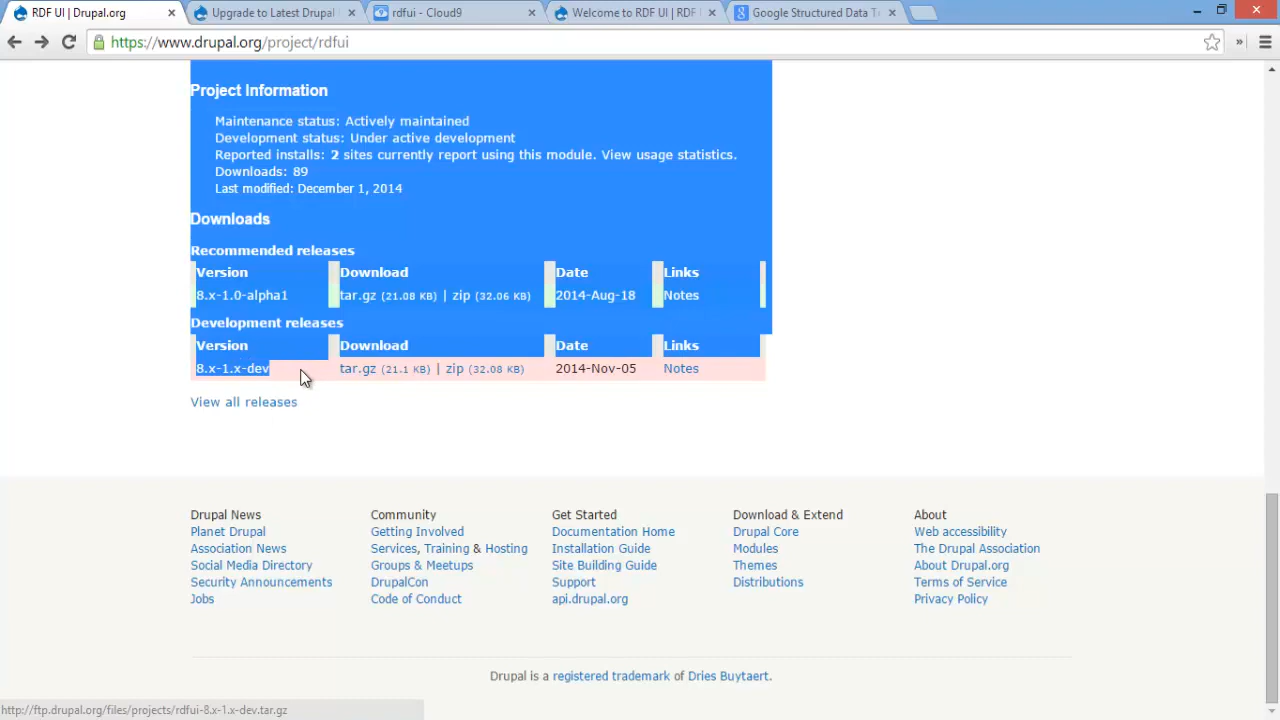 RDF UI | Drupal.org
Upgrade to Latest Drupal
rdfui - Cloud9
Welcome to RDF UI | RDF
Google Structured Data T
https://www.drupal.org/project/rdfui
Project Information
Maintenance status: Actively maintained
Development status: Under active development
Reported installs: 2 sites currently report using this module. View usage statistics.
Downloads: 89
Last modified: December 1, 2014
Downloads
Recommended releases
Version Download Date Links
8.x-1.0-alpha1 tar.gz (21.08 KB) | zip (32.06 KB) 2014-Aug-18 Notes
Development releases
Version Download Date Links
8.x-1.x-dev tar.gz (21.1 KB) | zip (32.08 KB) 2014-Nov-05 Notes
View all releases
Drupal News
Planet Drupal
Association News
Social Media Directory
Security Announcements
Jobs
Community
Getting Involved
Services, Training & Hosting
Groups & Meetups
DrupalCon
Code of Conduct
Get Started
Documentation Home
Installation Guide
Site Building Guide
Support
api.drupal.org
Download & Extend
Drupal Core
Modules
Themes
Distributions
About
Web accessibility
The Drupal Association
About Drupal.org
Terms of Service
Privacy Policy
Drupal is a registered trademark of Dries Buytaert.
http://ftp.drupal.org/files/projects/rdfui-8.x-1.x-dev.tar.gz